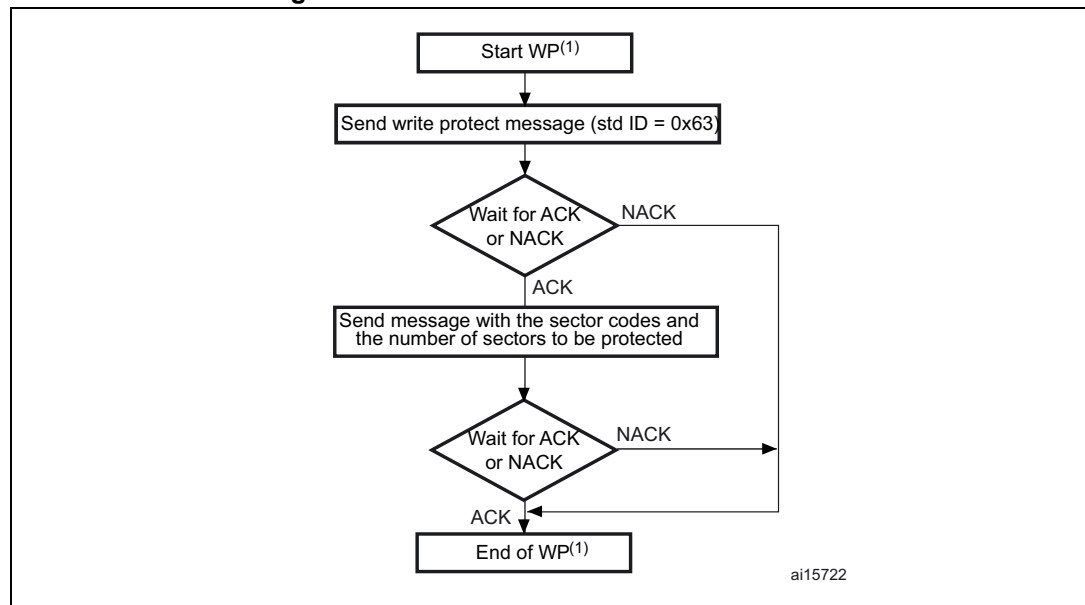 Start WP(1)
Send write protect message (std ID = 0x63)
Wait for ACK
or NACK
NACK
ACK
Send message with the sector codes and
the number of sectors to be protected
Wait for ACK
or NACK
NACK
ACK
End of WP(1)
ai15722